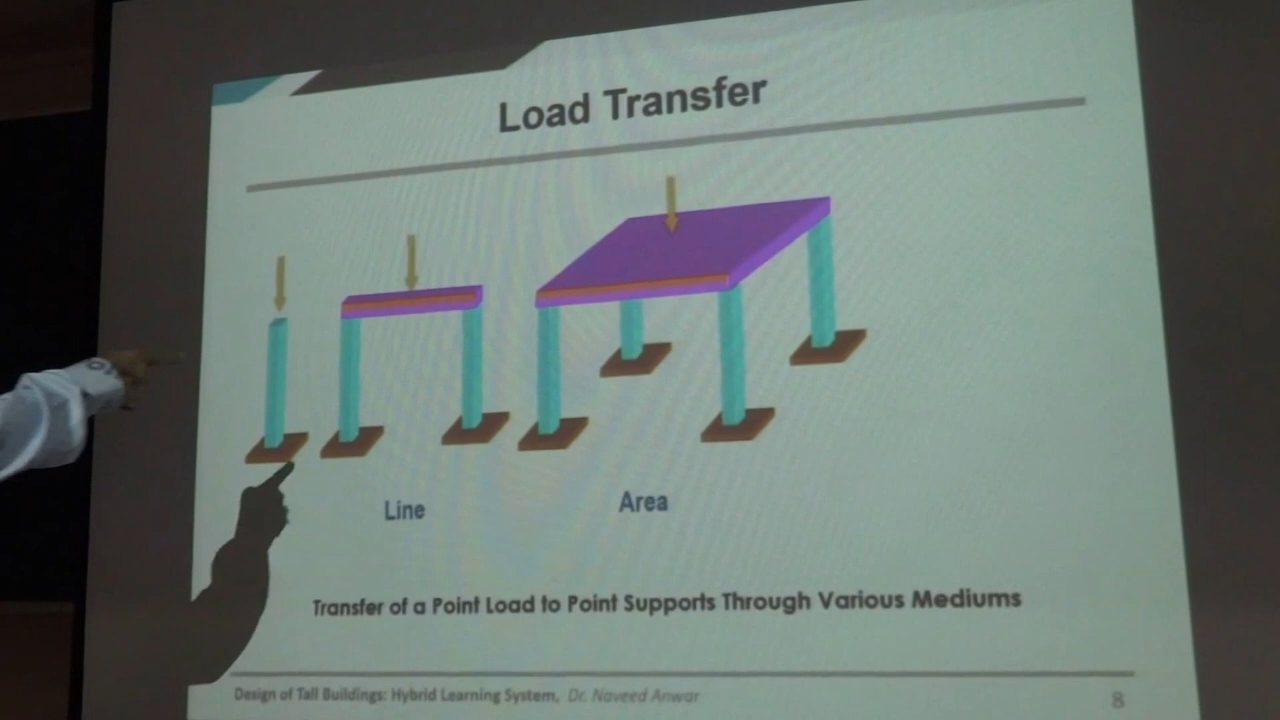 Load Transfer
Line
Area
Transfer of a Point Load to Point Supports Through Various Mediums
Design of Tall Buildings: Hybrid Learning System, Dr. Naveed Anwar
8